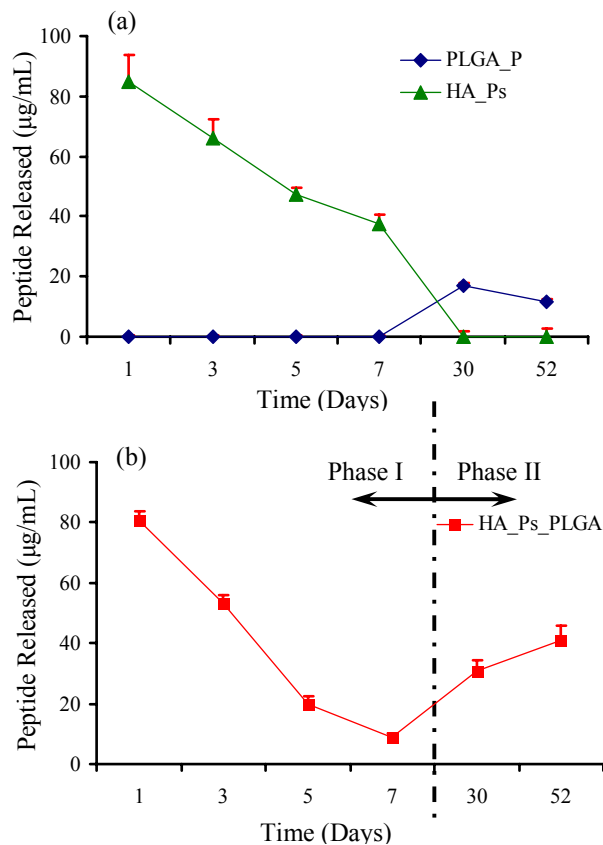 (a)
100
80
60
40
20
0
Peptide Released (µg/mL)
PLGA_P
HA_Ps
1 3 5 7 30 52
Time (Days)
(b)
Phase I Phase II
100
80
60
40
20
0
Peptide Released (µg/mL)
HA_Ps_PLGA
1 3 5 7 30 52
Time (Days)